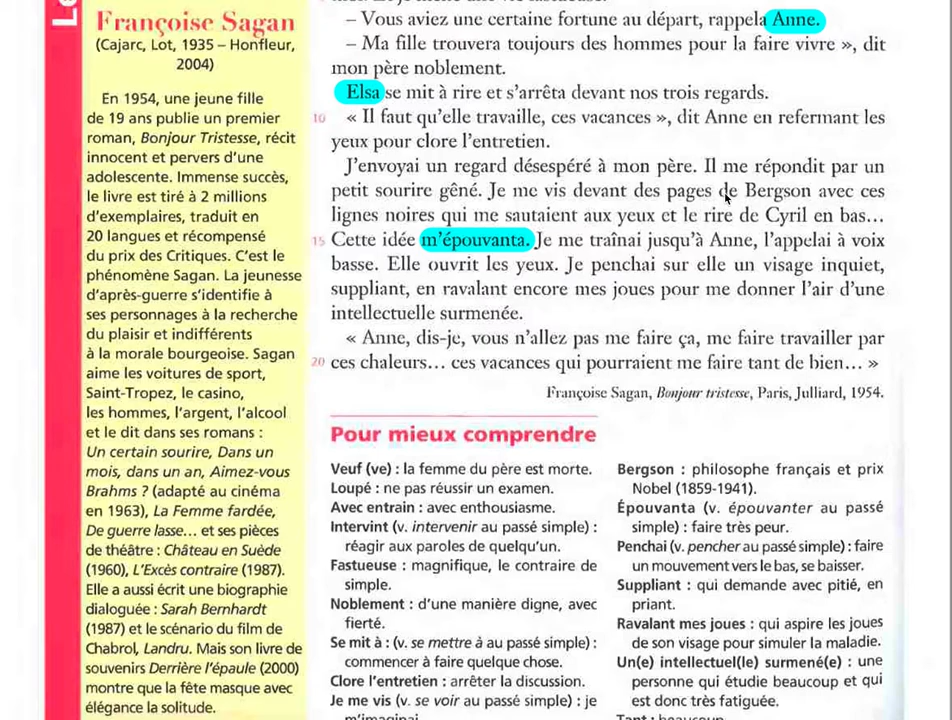 Françoise Sagan
(Cajarc, Lot, 1935 – Honfleur,
2004)
En 1954, une jeune fille
de 19 ans publie un premier
roman, Bonjour Tristesse, récit
innocent et pervers d'une
adolescente. Immense succès,
le livre est tiré à 2 millions
d'exemplaires, traduit en
20 langues et récompensé
du prix des Critiques. C'est le
phénomène Sagan. La jeunesse
d'après-guerre s'identifie à
ses personnages à la recherche
du plaisir et indifférents
à la morale bourgeoise. Sagan
aime les voitures de sport,
Saint-Tropez, le casino,
les hommes, l'argent, l'alcool
et le dit dans ses romans :
Un certain sourire, Dans un
mois, dans un an, Aimez-vous
Brahms ? (adapté au cinéma
en 1963), La Femme fardée,
De guerre lasse... et ses pièces
de théâtre : Château en Suède
(1960), L'Excès contraire (1987).
Elle a aussi écrit une biographie
dialoguée : Sarah Bernhardt
(1987) et le scénario du film de
Chabrol, Landru. Mais son livre de
souvenirs Derrière l'épaule (2000)
montre que la fête masque avec
élégance la solitude.
– Vous aviez une certaine fortune au départ, rappela Anne.
– Ma fille trouvera toujours des hommes pour la faire vivre », dit
mon père noblement.
Elsa se mit à rire et s'arrêta devant nos trois regards.
10 « Il faut qu'elle travaille, ces vacances », dit Anne en refermant les
yeux pour clore l'entretien.
J'envoyai un regard désespéré à mon père. Il me répondit par un
petit sourire gêné. Je me vis devant des pages de Bergson avec ces
lignes noires qui me sautaient aux yeux et le rire de Cyril en bas...
15 Cette idée m'épouvanta. Je me traînai jusqu'à Anne, l'appelai à voix
basse. Elle ouvrit les yeux. Je penchai sur elle un visage inquiet,
suppliant, en ravalant encore mes joues pour me donner l'air d'une
intellectuelle surmenée.
« Anne, dis-je, vous n'allez pas me faire ça, me faire travailler par
20 ces chaleurs... ces vacances qui pourraient me faire tant de bien... »
Françoise Sagan, Bonjour tristesse, Paris, Julliard, 1954.
Pour mieux comprendre
Veuf (ve) : la femme du père est morte.
Loupé : ne pas réussir un examen.
Avec entrain : avec enthousiasme.
Intervint (v. intervenir au passé simple) :
réagir aux paroles de quelqu'un.
Fastueuse : magnifique, le contraire de
simple.
Noblement : d'une manière digne, avec
fierté.
Se mit à : (v. se mettre à au passé simple) :
commencer à faire quelque chose.
Clore l'entretien : arrêter la discussion.
Je me vis (v. se voir au passé simple) : je
m'imaginai
Bergson : philosophe français et prix
Nobel (1859-1941).
Épouvanta (v. épouvanter au passé
simple) : faire très peur.
Penchai (v. pencher au passé simple) : faire
un mouvement vers le bas, se baisser.
Suppliant : qui demande avec pitié, en
priant.
Ravalant mes joues : qui aspire les joues
de son visage pour simuler la maladie.
Un(e) intellectuel(le) surmené(e) : une
personne qui étudie beaucoup et qui
est donc très fatiguée.
Tant : beaucoup